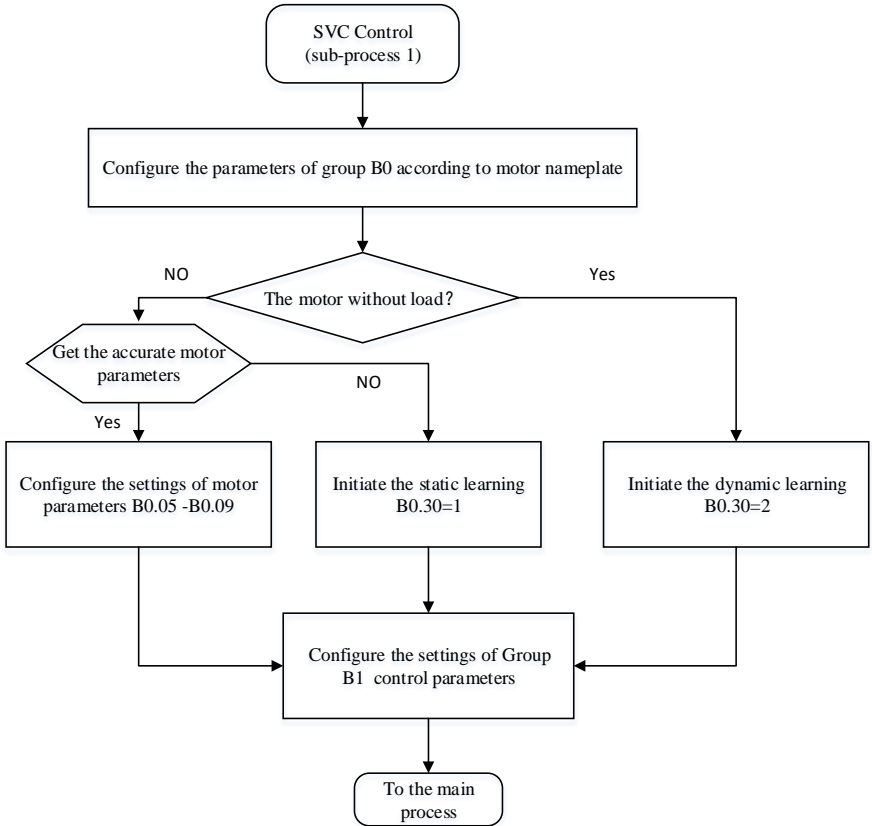 SVC Control
(sub-process 1)
Configure the parameters of group B0 according to motor nameplate
NO
Yes
The motor without load？
Get the accurate motor
parameters
NO
Yes
Configure the settings of motor
parameters B0.05 -B0.09
Initiate the static learning
B0.30=1
Initiate the dynamic learning
B0.30=2
Configure the settings of Group
B1 control parameters
To the main
process